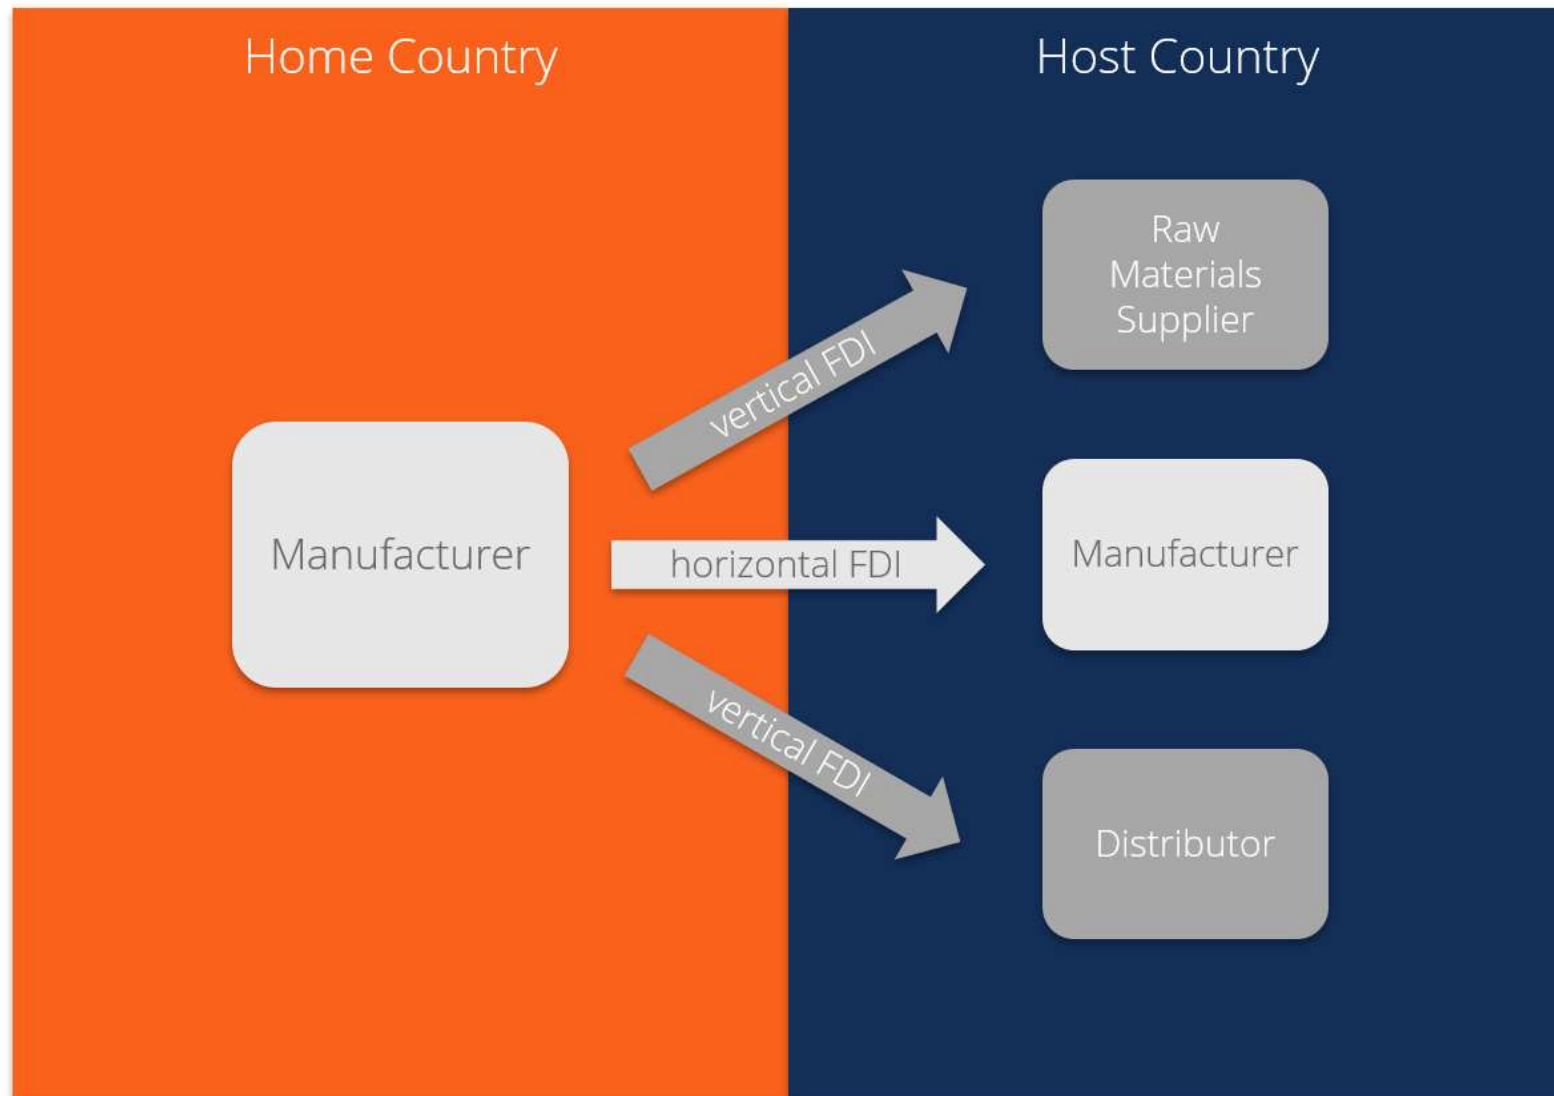 Home Country
Host Country
Raw
Materials
Supplier
vertical FDI
Manufacturer
horizontal FDI
Manufacturer
vertical FDI
Distributor